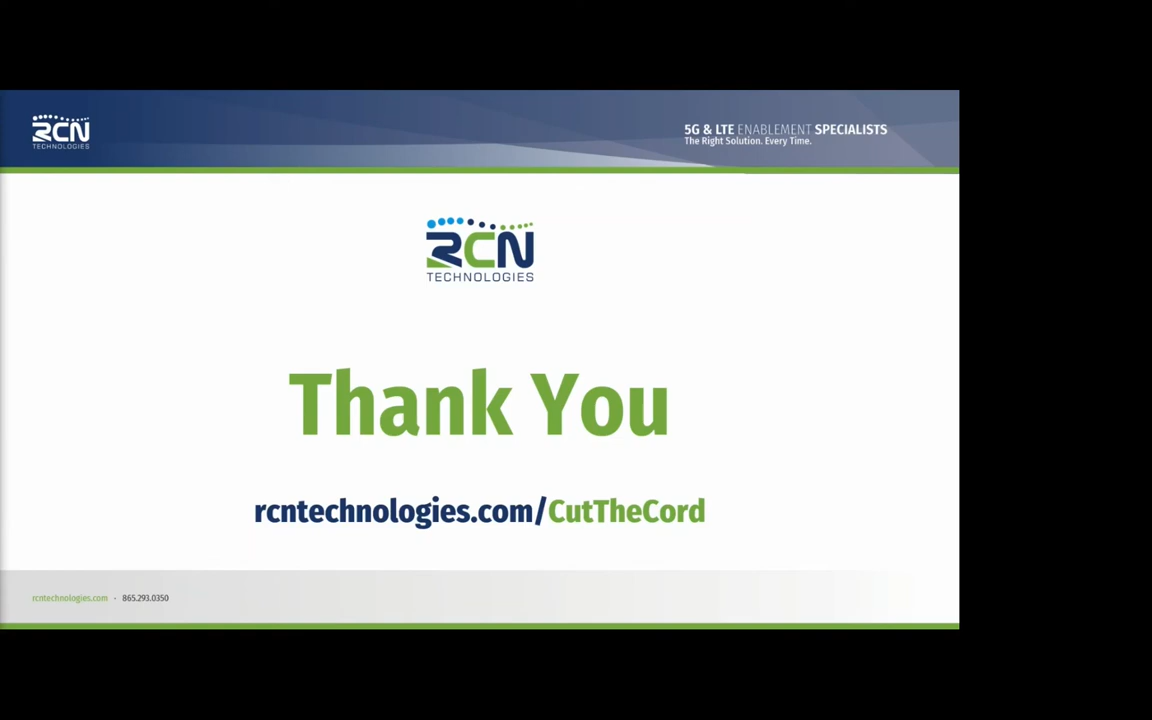 RCN
TECHNOLOGIES
5G & LTE ENABLEMENT SPECIALISTS
The Right Solution. Every Time.
RCN
TECHNOLOGIES
Thank You
rcntechnologies.com/CutTheCord
rcntechnologies.com - 865.293.0350